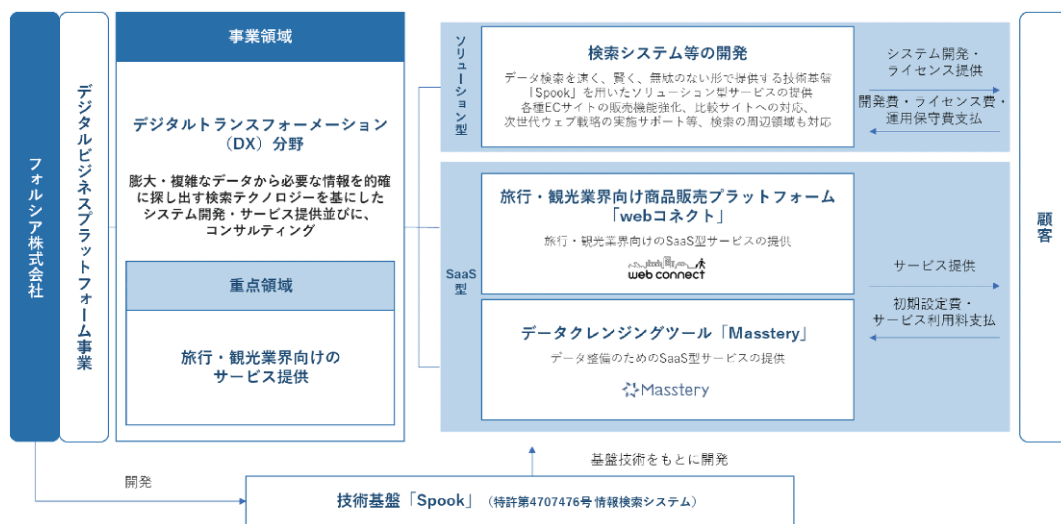 フォルシア株式会社
デジタルビジネスプラットフォーム事業
事業領域
デジタルトランスフォーメーション
（DX）分野
膨大・複雑なデータから必要な情報を的確
に探し出す検索テクノロジーを基にした
システム開発・サービス提供並びに、
コンサルティング
重点領域
旅行・観光業界向けの
サービス提供
ソリューション型
検索システム等の開発
データ検索を速く、賢く、無駄のない形で提供する技術基盤
「Spook」を用いたソリューション型サービスの提供
各種ECサイトの販売機能強化、比較サイトへの対応、
次世代ウェブ戦略の実施サポート等、検索の周辺領域も対応
システム開発・
ライセンス提供
開発費・ライセンス費・
運用保守費支払
SaaS
型
旅行・観光業界向け商品販売プラットフォーム
「webコネクト」
旅行・観光業界向けのSaaS型サービスの提供
web connect
データクレンジングツール「Masstery」
データ整備のためのSaaS型サービスの提供
Masstery
サービス提供
初期設定費・
サービス利用料支払
顧客
開発
基盤技術をもとに開発
技術基盤「Spook」（特許第4707476号 情報検索システム）